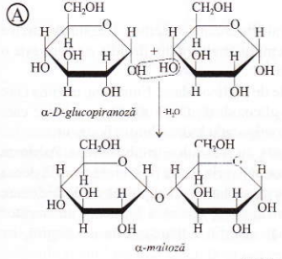 A
CH₂OH CH₂OH
H O H H O H
H + H
OH H OH H
HO OH HO OH
H OH H OH
α-D-glucopiranoză -H₂O
CH₂OH CH₂OH
H O H H H
H H
OH H OH H
HO O OH
H OH H OH
α-maltoză